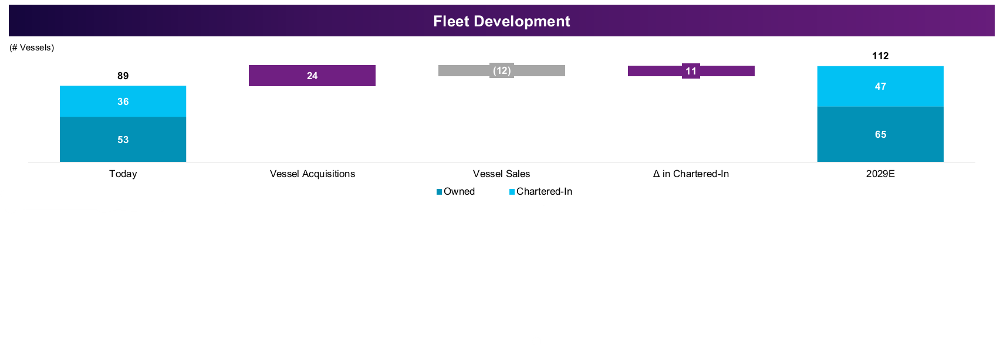 Fleet Development
(# Vessels)
89
36
53
24
(12)
11
112
47
65
Today
Vessel Acquisitions
Vessel Sales
Δ in Chartered-In
2029E
Owned
Chartered-In